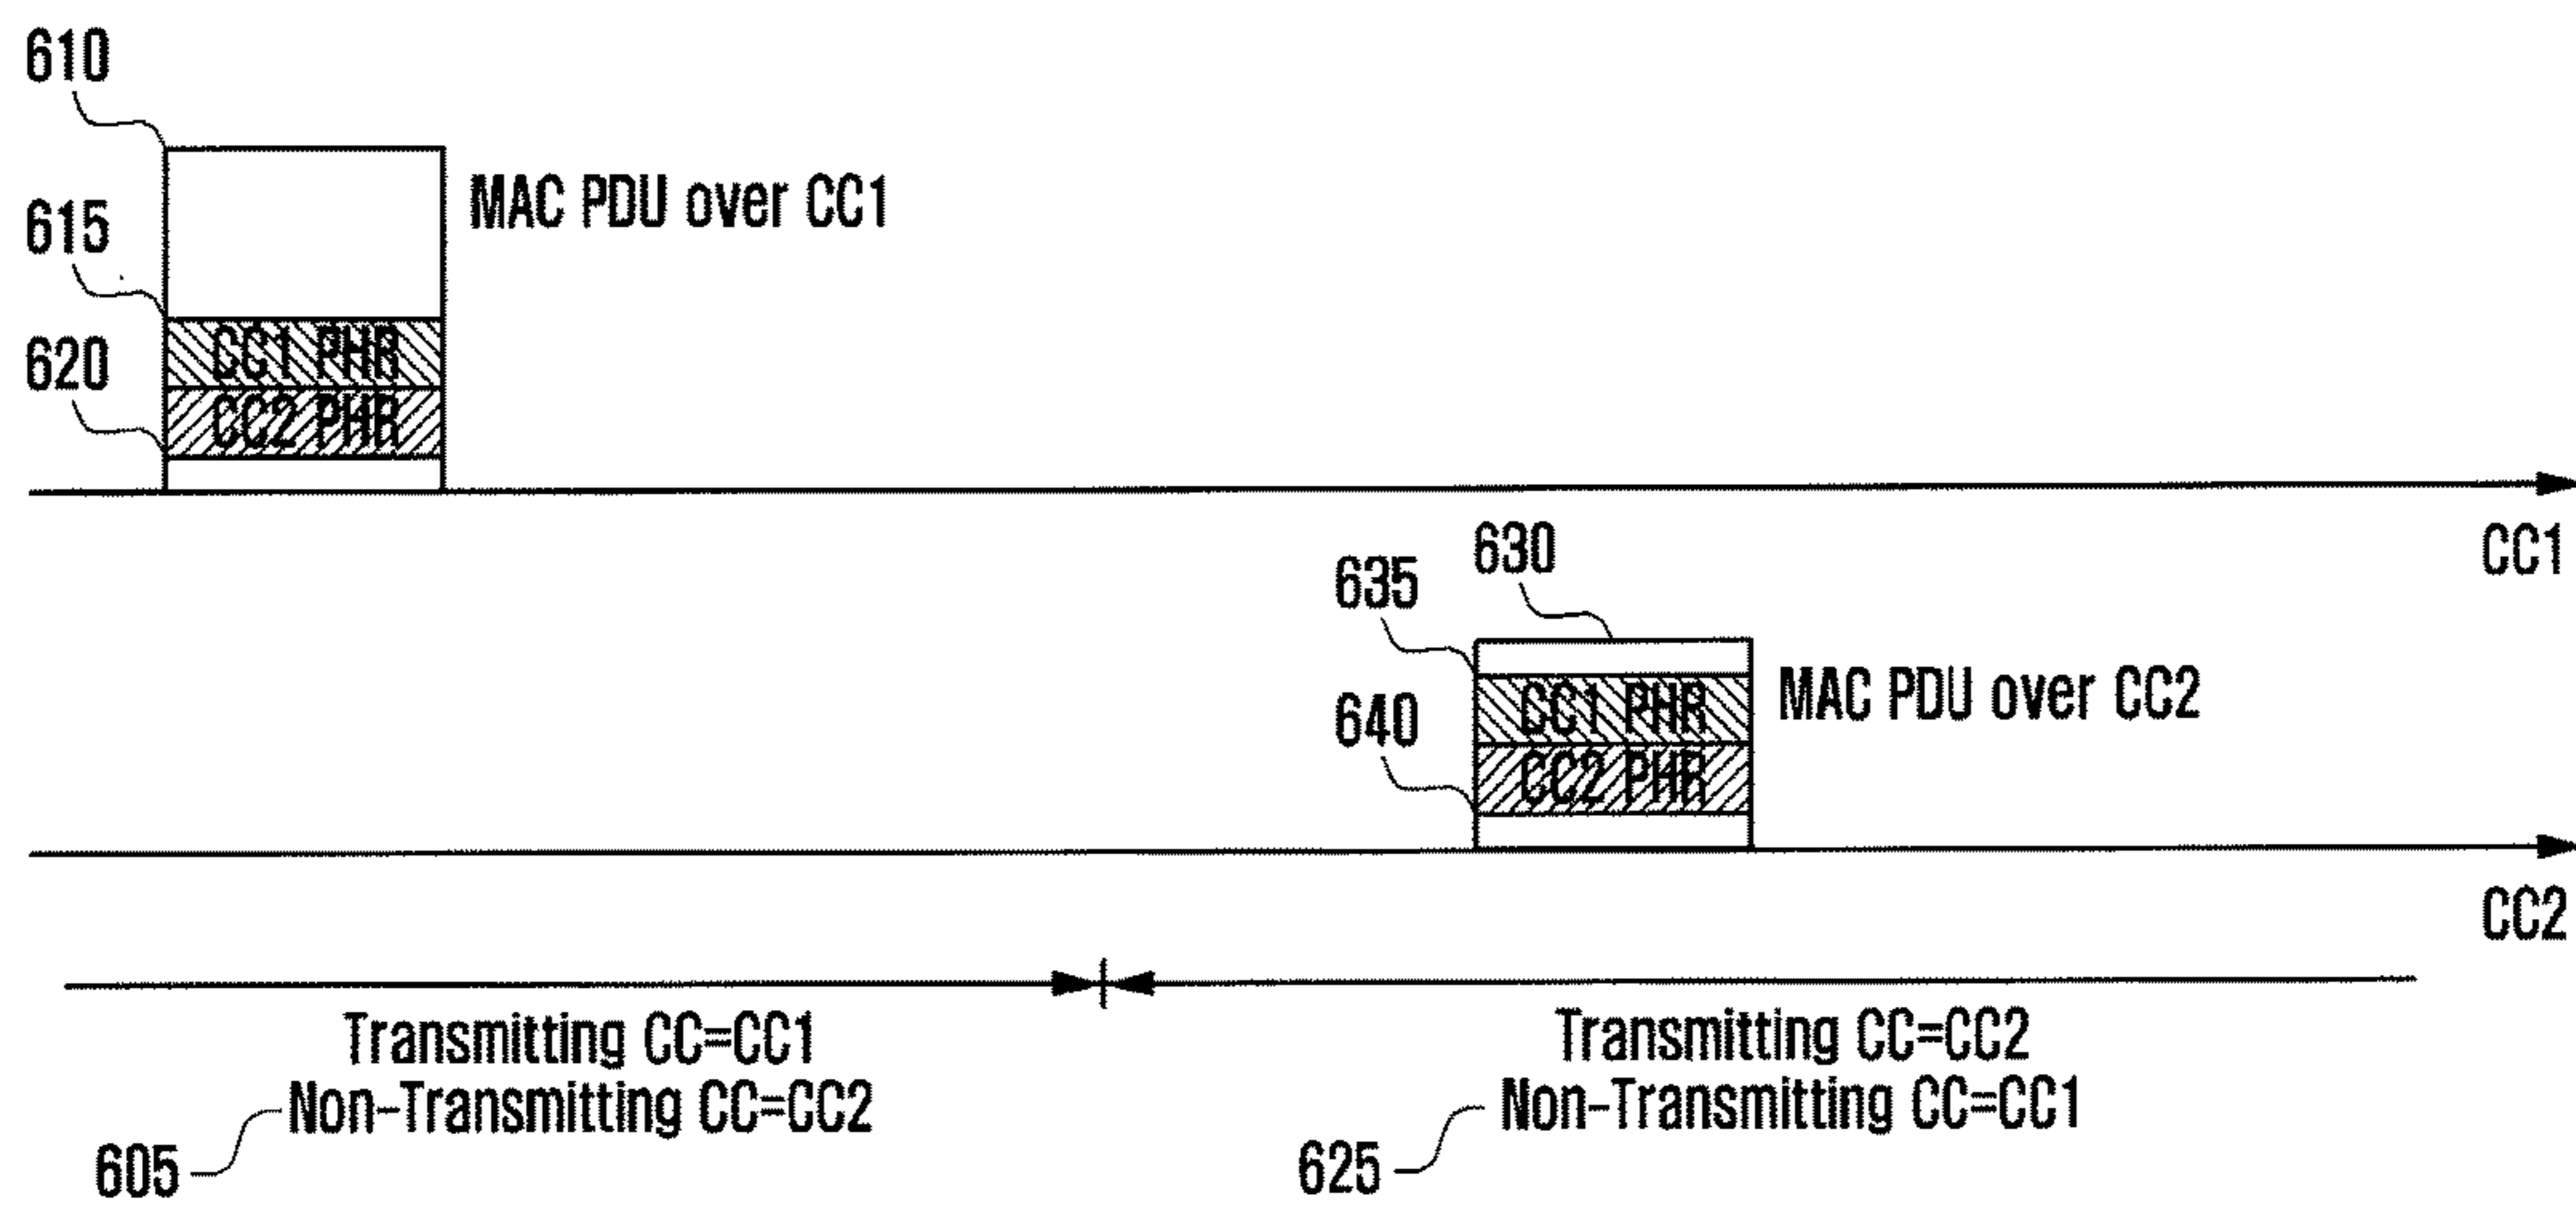 610
MAC PDU over CC1
615
CC1 PHR
620
CC2 PHR
CC1
630
635
MAC PDU over CC2
CC1 PHR
640
CC2 PHR
CC2
Transmitting CC=CC1
Non-Transmitting CC=CC2
605
Transmitting CC=CC2
Non-Transmitting CC=CC1
625